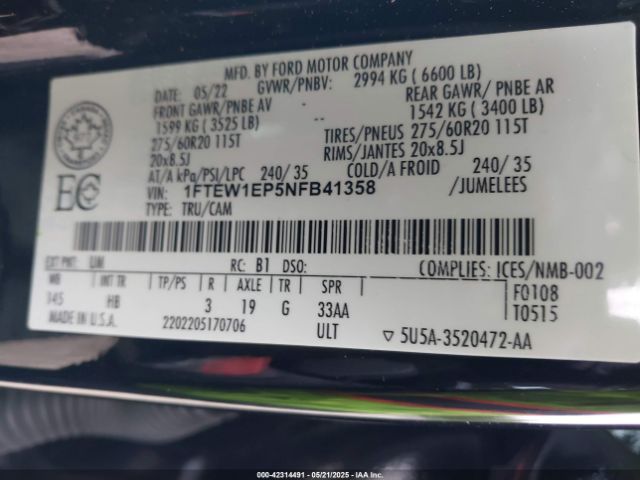 MFD. BY FORD MOTOR COMPANY
DATE: 05/22 GVWR/PNBV: 2994 KG (6600 LB)
FRONT GAWR/PNBE AV REAR GAWR/ PNBE AR
1599 KG (3525 LB) 1542 KG (3400 LB)
275/60R20 115T TIRES/PNEUS 275/60R20 115T
20x8.5J RIMS/JANTES 20x8.5J
AT/A kPa/PSI/LPC 240/ 35 COLD/A FROID 240/ 35
VIN: 1FTEW1EP5NFB41358 /JUMELEES
TYPE: TRU/CAM
EC
EXT PNT: UM RC: B1 DSO: COMPLIES: ICES/NMB-002
WB INT TR TP/PS R AXLE TR SPR F0108
145 HB 3 19 G 33AA T0515
MADE IN U.S.A. 2202205170706 ULT ▽ 5U5A-3520472-AA
000-42314491 - 05/21/2025 - IAAI.COM